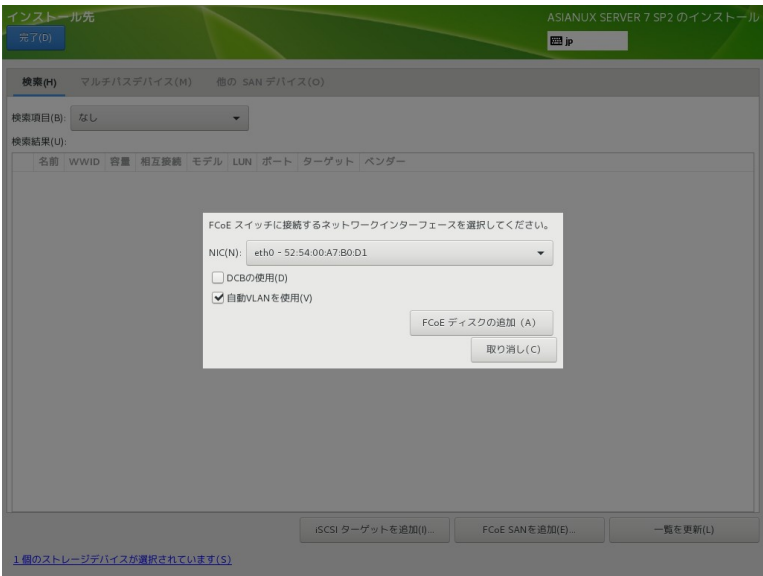 インストール先
ASIANUX SERVER 7 SP2 のインストール
完了(D)
jp
検索(H) マルチパスデバイス(M) 他の SAN デバイス(O)
検索項目(B): なし
検索結果(U):
名前 WWID 容量 相互接続 モデル LUN ポート ターゲット ベンダー
FCoE スイッチに接続するネットワークインターフェースを選択してください。
NIC(N): eth0 - 52:54:00:A7:B0:D1
DCBの使用(D)
自動VLANを使用(V)
FCoE ディスクの追加 (A)
取り消し(C)
iSCSI ターゲットを追加(I)... FCoE SANを追加(E)... 一覧を更新(L)
1 個のストレージデバイスが選択されています(S)